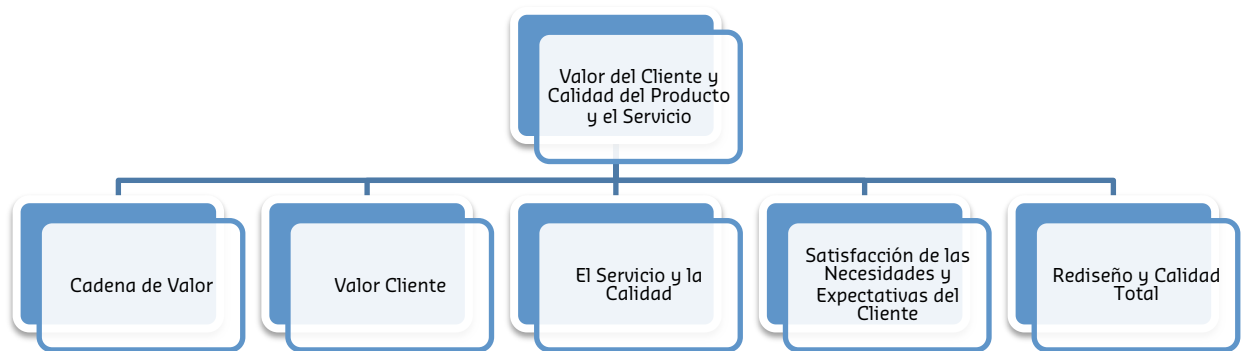 Valor del Cliente y
Calidad del Producto
y el Servicio
Cadena de Valor
Valor Cliente
El Servicio y la
Calidad
Satisfacción de las
Necesidades y
Expectativas del
Cliente
Rediseño y Calidad
Total